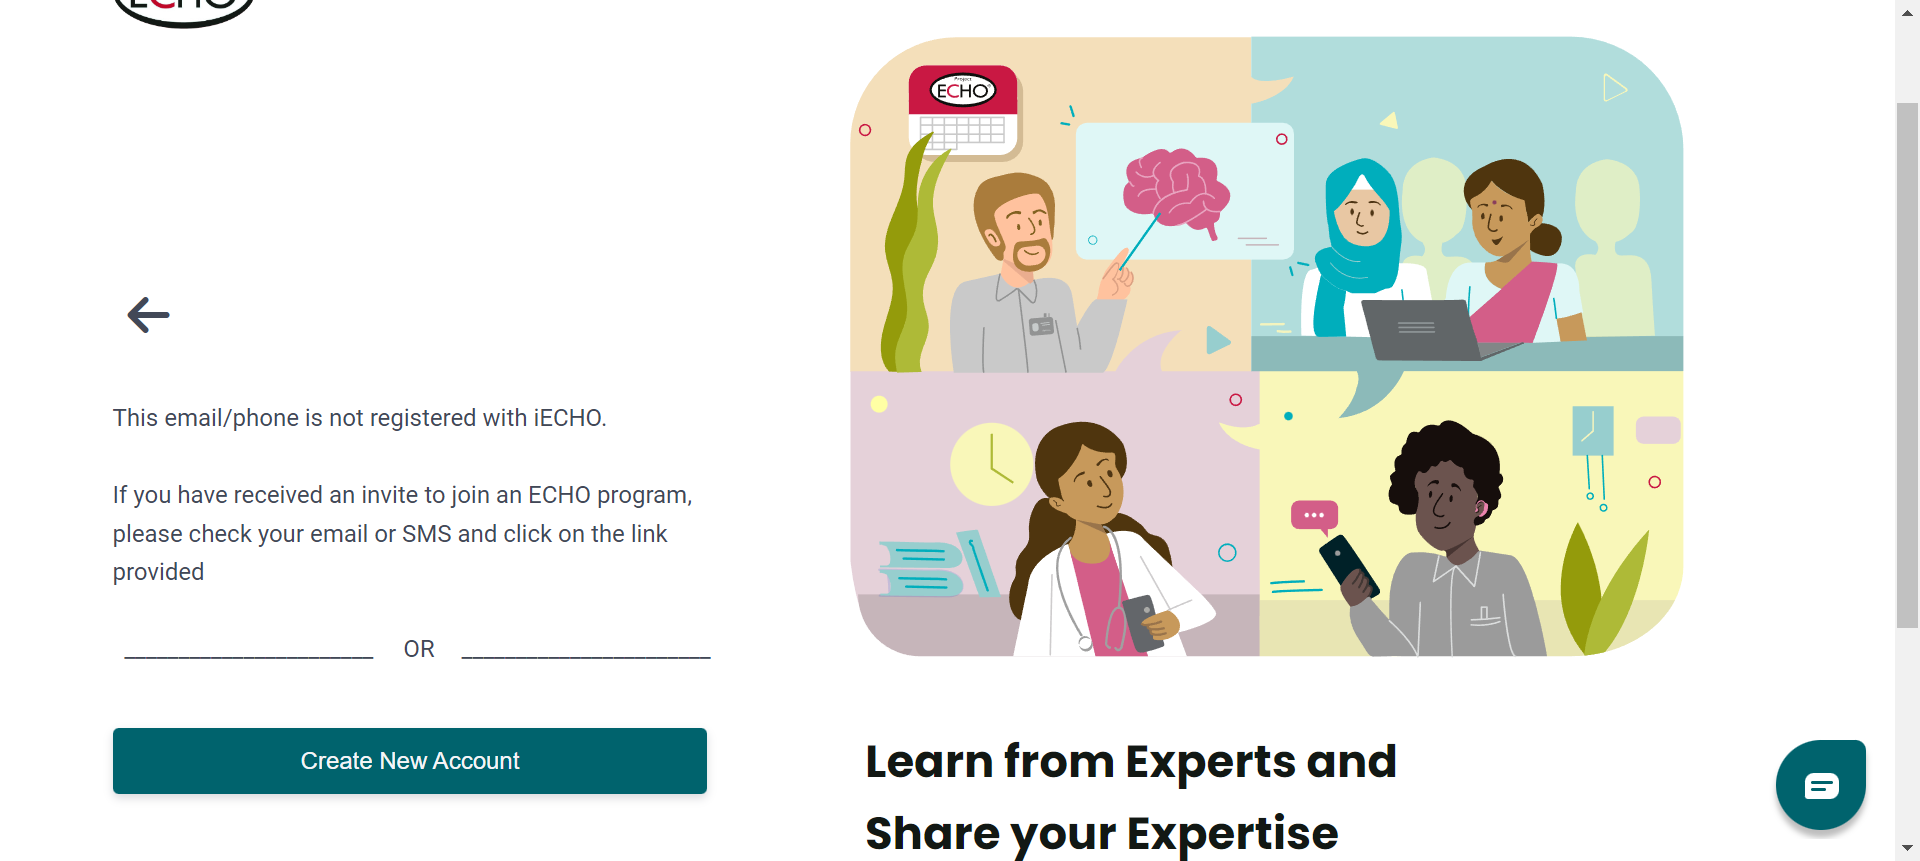 ECHO
Project
ECHO
This email/phone is not registered with iECHO.
If you have received an invite to join an ECHO program,
please check your email or SMS and click on the link
provided
OR
Create New Account
Learn from Experts and
Share your Expertise